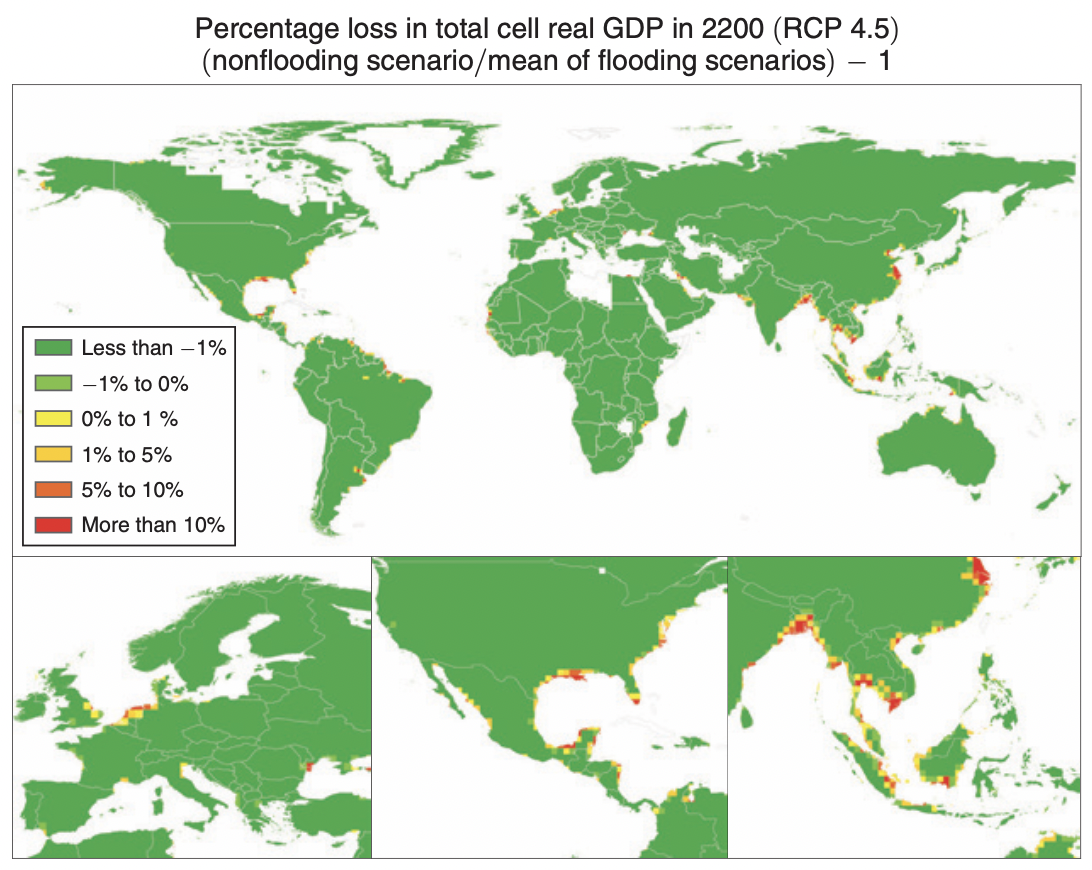 Percentage loss in total cell real GDP in 2200 (RCP 4.5)
(nonflooding scenario/mean of flooding scenarios) − 1
Less than −1%
−1% to 0%
0% to 1 %
1% to 5%
5% to 10%
More than 10%